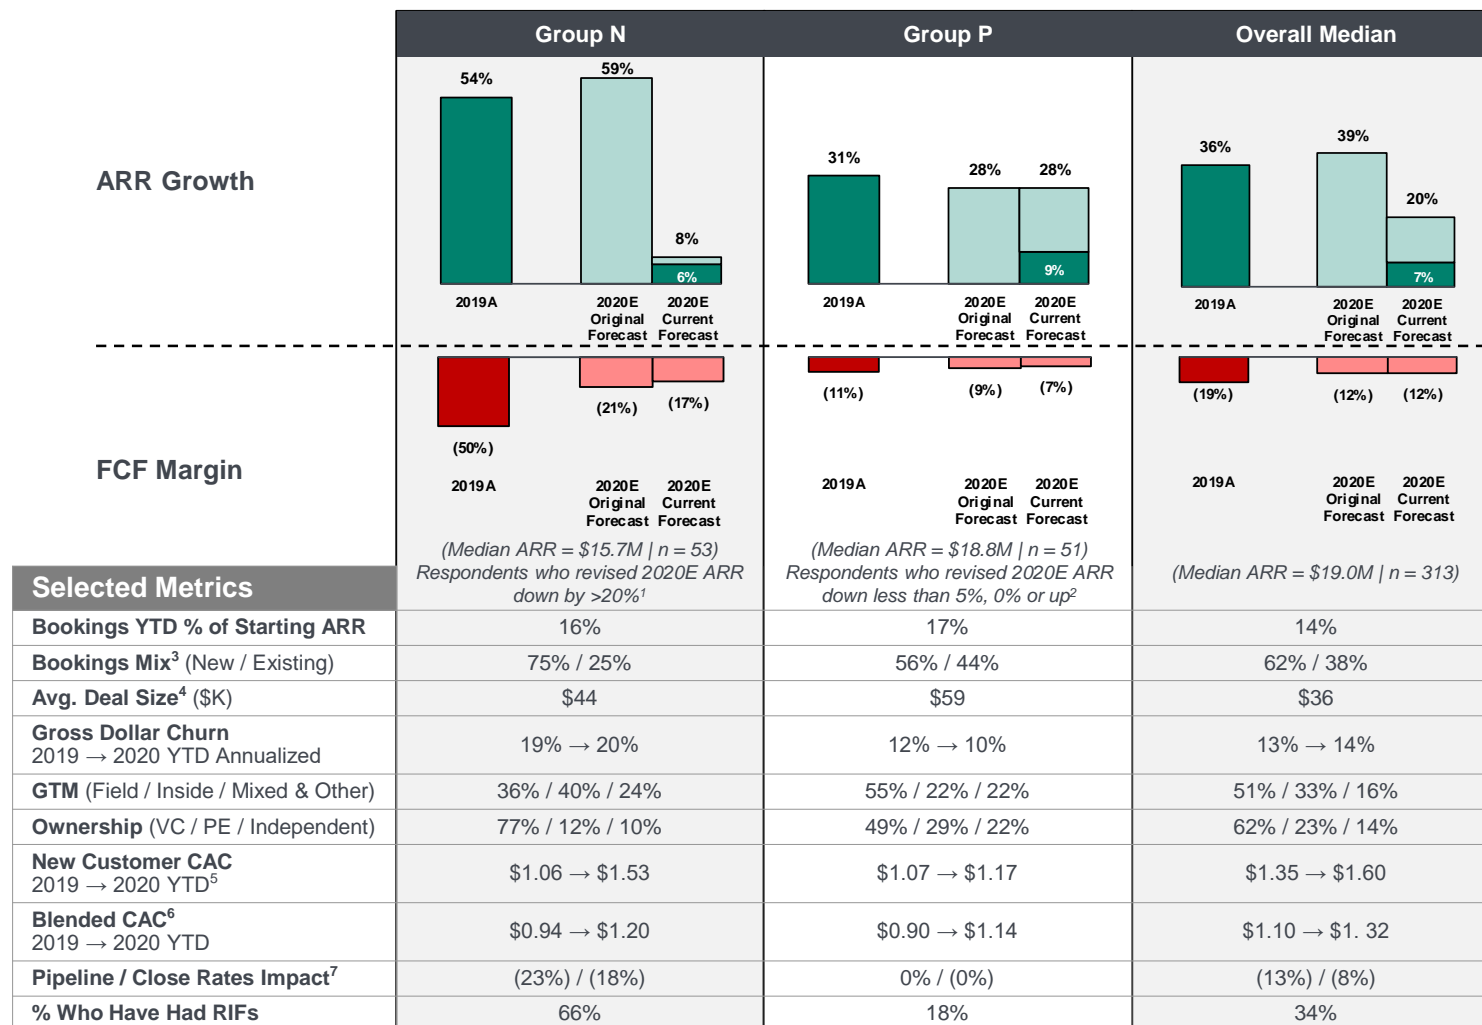 Group N
Group P
Overall Median
ARR Growth
54%
59%
8%
6%
2019A
2020E Original Forecast
2020E Current Forecast
31%
28%
28%
9%
2019A
2020E Original Forecast
2020E Current Forecast
36%
39%
20%
7%
2019A
2020E Original Forecast
2020E Current Forecast
FCF Margin
(50%)
(21%)
(17%)
2019A
2020E Original Forecast
2020E Current Forecast
(11%)
(9%)
(7%)
2019A
2020E Original Forecast
2020E Current Forecast
(19%)
(12%)
(12%)
2019A
2020E Original Forecast
2020E Current Forecast
(Median ARR = $15.7M | n = 53)
Respondents who revised 2020E ARR
down by >20%¹
(Median ARR = $18.8M | n = 51)
Respondents who revised 2020E ARR
down less than 5%, 0% or up²
(Median ARR = $19.0M | n = 313)
Selected Metrics
Bookings YTD % of Starting ARR 16% 17% 14%
Bookings Mix³ (New / Existing) 75% / 25% 56% / 44% 62% / 38%
Avg. Deal Size⁴ ($K) $44 $59 $36
Gross Dollar Churn
2019 → 2020 YTD Annualized 19% → 20% 12% → 10% 13% → 14%
GTM (Field / Inside / Mixed & Other) 36% / 40% / 24% 55% / 22% / 22% 51% / 33% / 16%
Ownership (VC / PE / Independent) 77% / 12% / 10% 49% / 29% / 22% 62% / 23% / 14%
New Customer CAC
2019 → 2020 YTD⁵ $1.06 → $1.53 $1.07 → $1.17 $1.35 → $1.60
Blended CAC⁶
2019 → 2020 YTD $0.94 → $1.20 $0.90 → $1.14 $1.10 → $1. 32
Pipeline / Close Rates Impact⁷ (23%) / (18%) 0% / (0%) (13%) / (8%)
% Who Have Had RIFs 66% 18% 34%